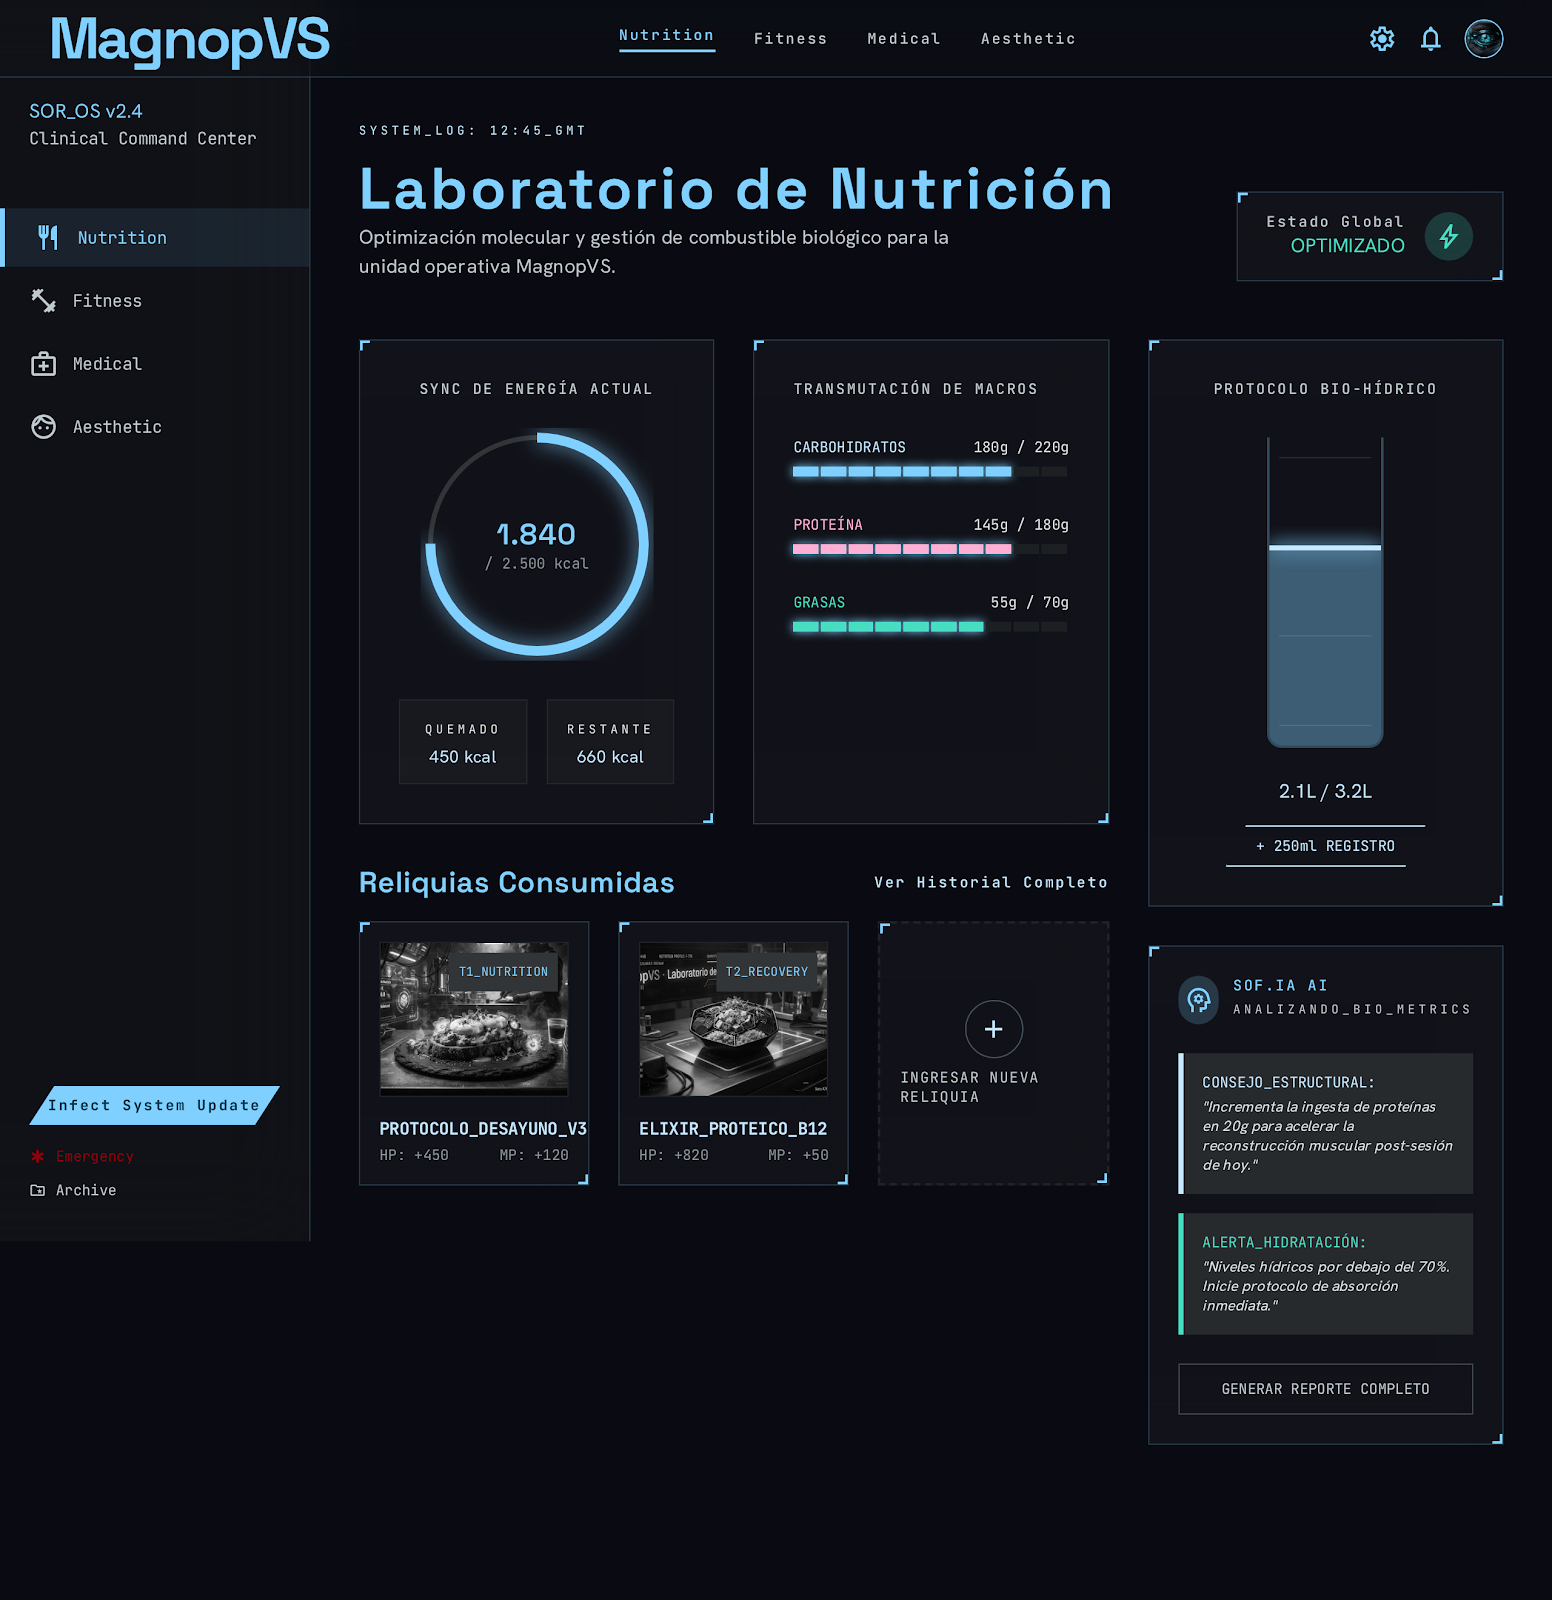 MagnopVS
Nutrition
Fitness
Medical
Aesthetic
SOR_OS v2.4
Clinical Command Center
Nutrition
Fitness
Medical
Aesthetic
Infect System Update
Emergency
Archive
SYSTEM_LOG: 12:45_GMT
Laboratorio de Nutrición
Optimización molecular y gestión de combustible biológico para la
unidad operativa MagnopVS.
Estado Global
OPTIMIZADO
SYNC DE ENERGÍA ACTUAL
1.840
/ 2.500 kcal
QUEMADO
450 kcal
RESTANTE
660 kcal
TRANSMUTACIÓN DE MACROS
CARBOHIDRATOS 180g / 220g
PROTEÍNA 145g / 180g
GRASAS 55g / 70g
PROTOCOLO BIO-HÍDRICO
2.1L / 3.2L
+ 250ml REGISTRO
Reliquias Consumidas
Ver Historial Completo
T1_NUTRITION
PROTOCOLO_DESAYUNO_V3
HP: +450 MP: +120
opVS - Laboratorio de
T2_RECOVERY
ELIXIR_PROTEICO_B12
HP: +820 MP: +50
INGRESAR NUEVA
RELIQUIA
SOF.IA AI
ANALIZANDO_BIO_METRICS
CONSEJO_ESTRUCTURAL:
"Incrementa la ingesta de proteínas
en 20g para acelerar la
reconstrucción muscular post-sesión
de hoy."
ALERTA_HIDRATACIÓN:
"Niveles hídricos por debajo del 70%.
Inicie protocolo de absorción
inmediata."
GENERAR REPORTE COMPLETO